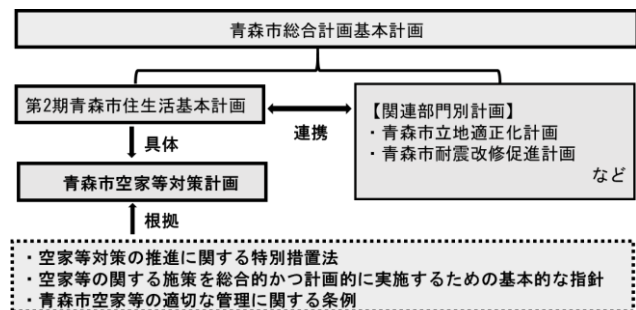 青森市総合計画基本計画
第2期青森市住生活基本計画
連携
【関連部門別計画】
・青森市立地適正化計画
・青森市耐震改修促進計画
など
具体
青森市空家等対策計画
根拠
・空家等対策の推進に関する特別措置法
・空家等の関する施策を総合的かつ計画的に実施するための基本的な指針
・青森市空家等の適切な管理に関する条例